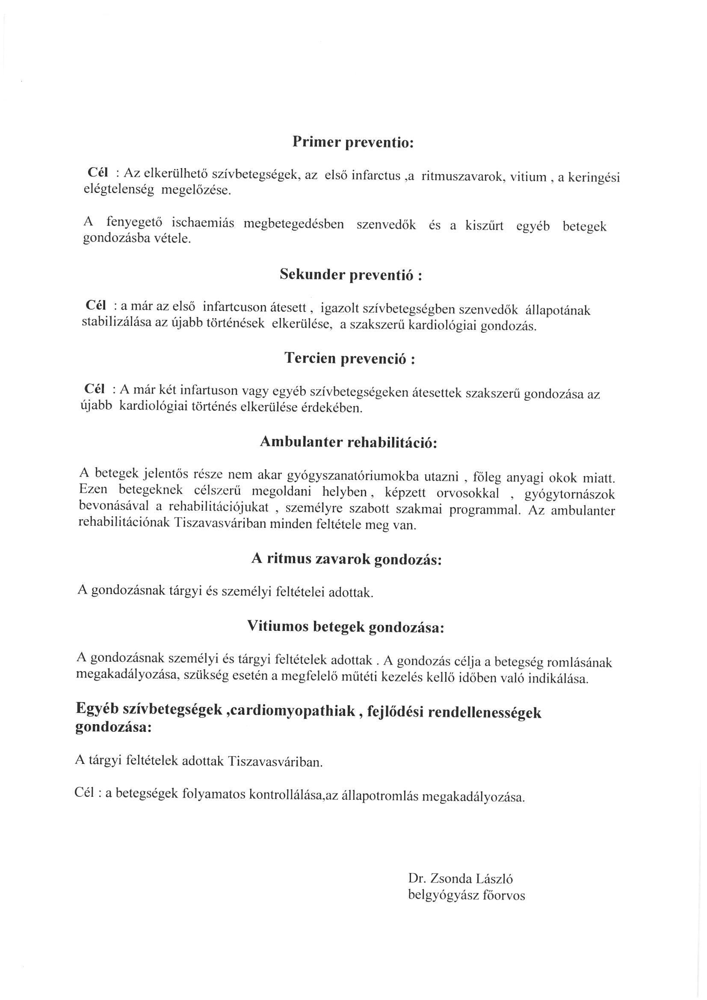 Primer preventio:
Cél : Az elkerülhető szívbetegségek, az első infarctus ,a ritmuszavarok, vitium , a keringési
elégtelenség megelőzése.
A fenyegető ischaemiás megbetegedésben szenvedők és a kiszűrt egyéb betegek
gondozásba vétele.
Sekunder preventió :
Cél : a már az első infartcuson átesett , igazolt szívbetegségben szenvedők állapotának
stabilizálása az újabb történések elkerülése, a szakszerű kardiológiai gondozás.
Tercien prevenció :
Cél : A már két infartuson vagy egyéb szívbetegségeken átesettek szakszerű gondozása az
újabb kardiológiai történés elkerülése érdekében.
Ambulanter rehabilitáció:
A betegek jelentős része nem akar gyógyszanatóriumokba utazni , főleg anyagi okok miatt.
Ezen betegeknek célszerű megoldani helyben , képzett orvosokkal , gyógytornászok
bevonásával a rehabilitációjukat , személyre szabott szakmai programmal. Az ambulanter
rehabilitációnak Tiszavasváriban minden feltétele meg van.
A ritmus zavarok gondozás:
A gondozásnak tárgyi és személyi feltételei adottak.
Vitiumos betegek gondozása:
A gondozásnak személyi és tárgyi feltételek adottak . A gondozás célja a betegség romlásának
megakadályozása, szükség esetén a megfelelő műtéti kezelés kellő időben való indikálása.
Egyéb szívbetegségek ,cardiomyopathiak , fejlődési rendellenességek
gondozása:
A tárgyi feltételek adottak Tiszavasváriban.
Cél : a betegségek folyamatos kontrollálása,az állapotromlás megakadályozása.
Dr. Zsonda László
belgyógyász főorvos